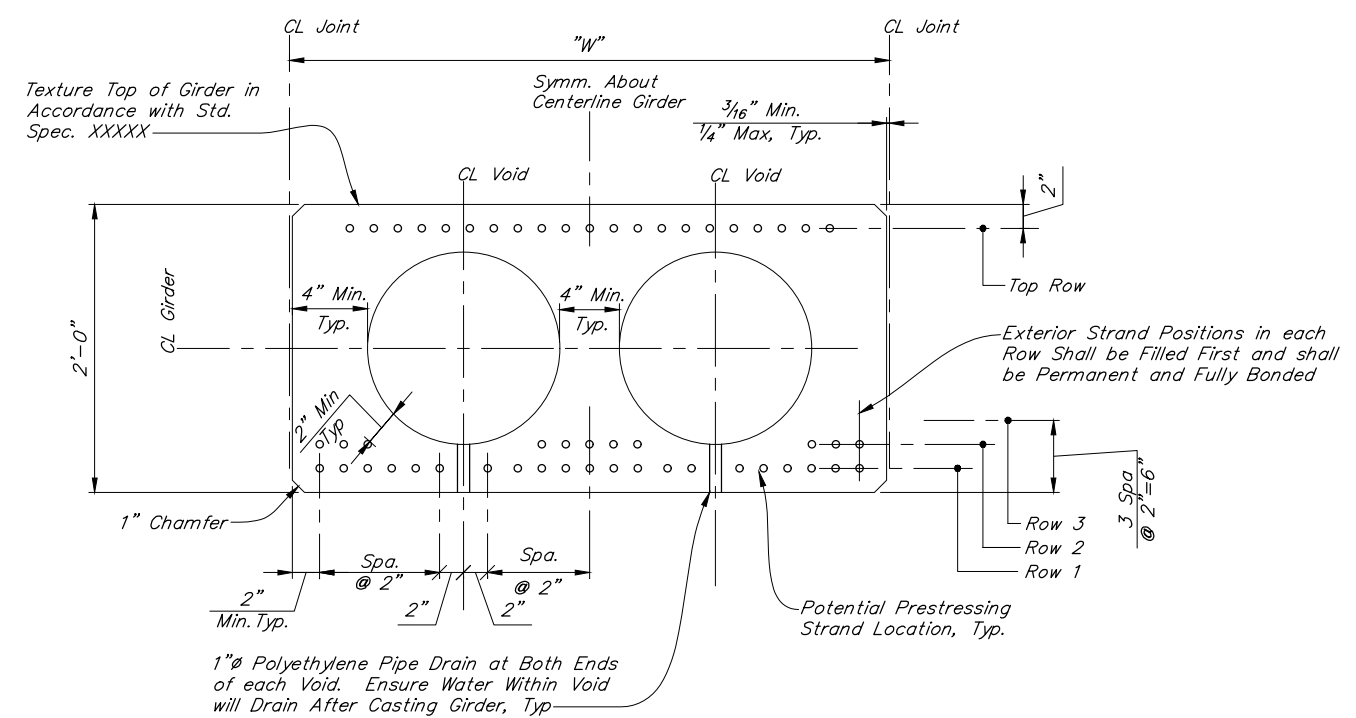 CL Joint
CL Joint
"W"
Texture Top of Girder in
Accordance with Std.
Spec. XXXXX
Symm. About
Centerline Girder
3/16" Min.
1/4" Max, Typ.
2"
CL Void
CL Void
Top Row
CL Girder
2'-0"
4" Min.
Typ.
4" Min.
Typ.
Exterior Strand Positions in each
Row Shall be Filled First and shall
be Permanent and Fully Bonded
2" Min
Typ
3 Spa
@ 2"=6"
1" Chamfer
Row 3
Row 2
Row 1
Spa.
@ 2"
Spa.
@ 2"
2"
Min.Typ.
2"
2"
Potential Prestressing
Strand Location, Typ.
1"ø Polyethylene Pipe Drain at Both Ends
of each Void. Ensure Water Within Void
will Drain After Casting Girder, Typ